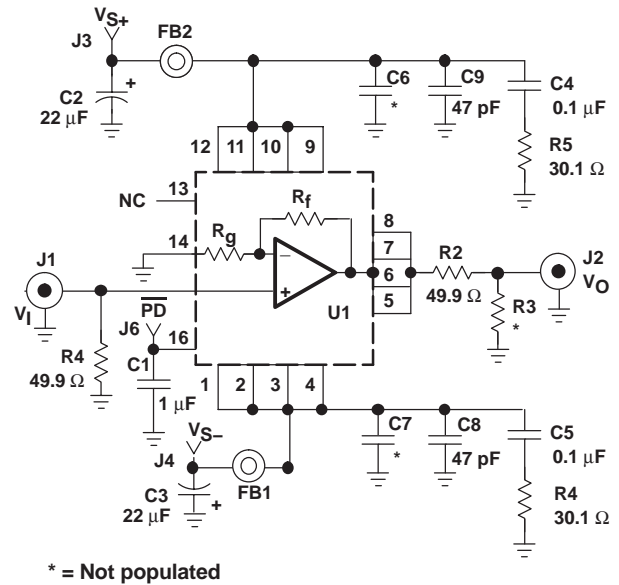 VS+
J3
FB2
C2
+
22 μF
C6
*
C9
47 pF
C4
0.1 μF
R5
30.1 Ω
12 11 10 9
NC
13
Rf
Rg
14
8
7
6
5
−
+
U1
R2
49.9 Ω
J2
VO
R3
*
J1
VI
PD
J6
16
R4
49.9 Ω
C1
1 μF
1 2 3 4
VS−
J4
FB1
C3
22 μF
+
C7
*
C8
47 pF
C5
0.1 μF
R4
30.1 Ω
* = Not populated